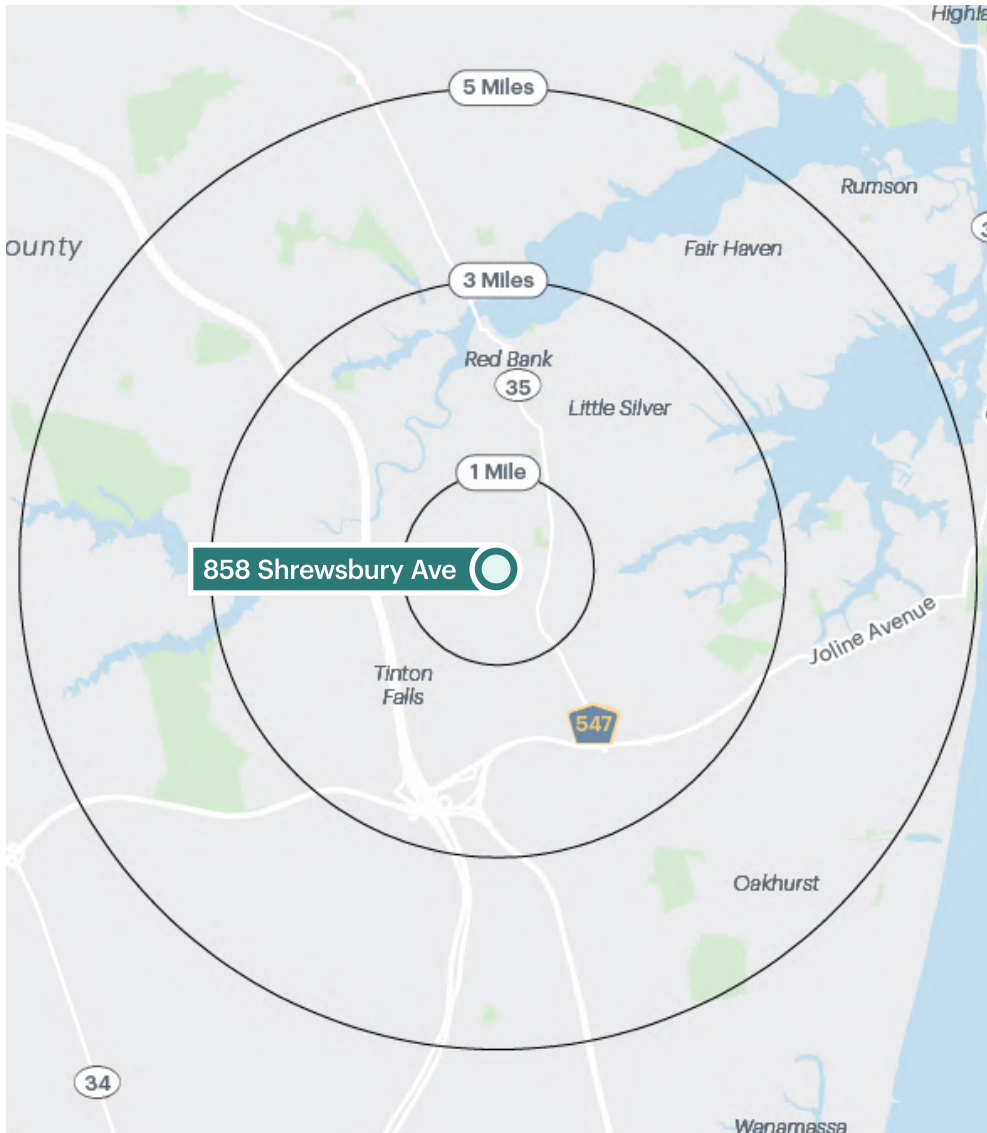 Highla
5 Miles
Rumson
3
ounty
Fair Haven
3 Miles
Red Bank
35
Little Silver
1 Mile
858 Shrewsbury Ave
Joline Avenue
Tinton
Falls
547
Oakhurst
34
Wanamassa